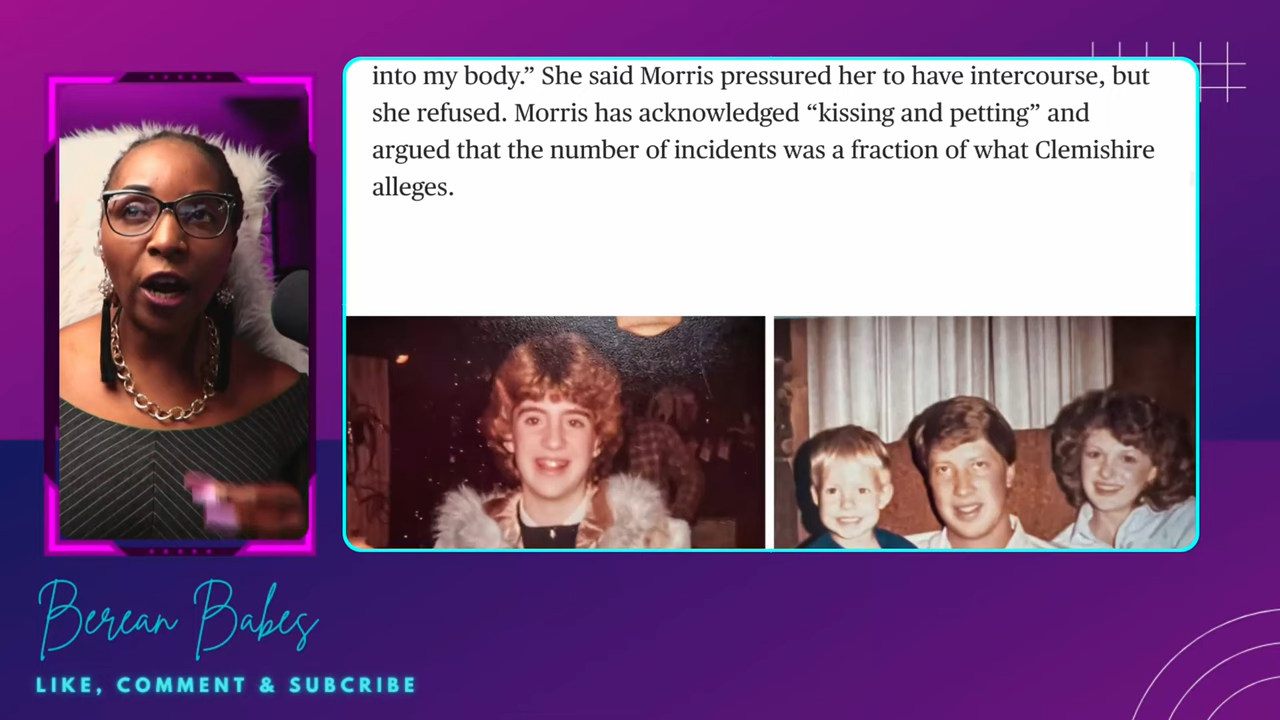 into my body.” She said Morris pressured her to have intercourse, but
she refused. Morris has acknowledged “kissing and petting” and
argued that the number of incidents was a fraction of what Clemishire
alleges.
Berean Babes
LIKE, COMMENT & SUBCRIBE